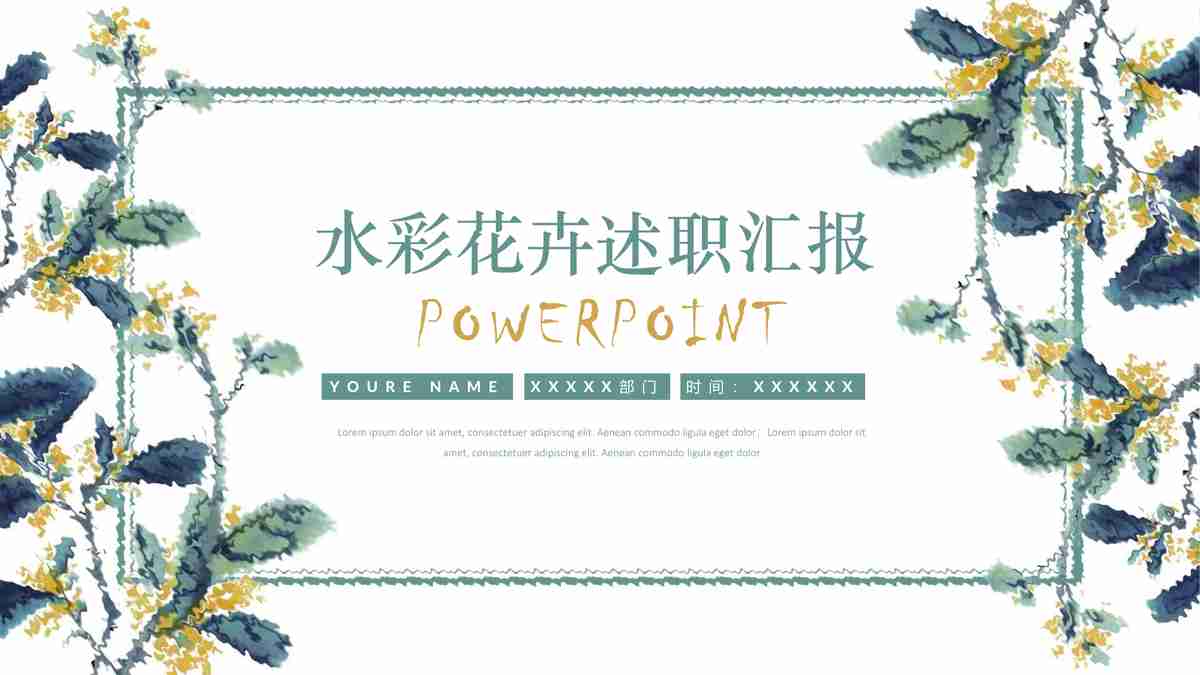 水彩花卉述职汇报
POWERPOINT
YOURE NAME XXXXX部门 时间：XXXXXX
Lorem ipsum dolor sit amet, consectetuer adipiscing elit. Aenean commodo ligula eget dolor；Lorem ipsum dolor sit
amet, consectetuer adipiscing elit. Aenean commodo ligula eget dolor